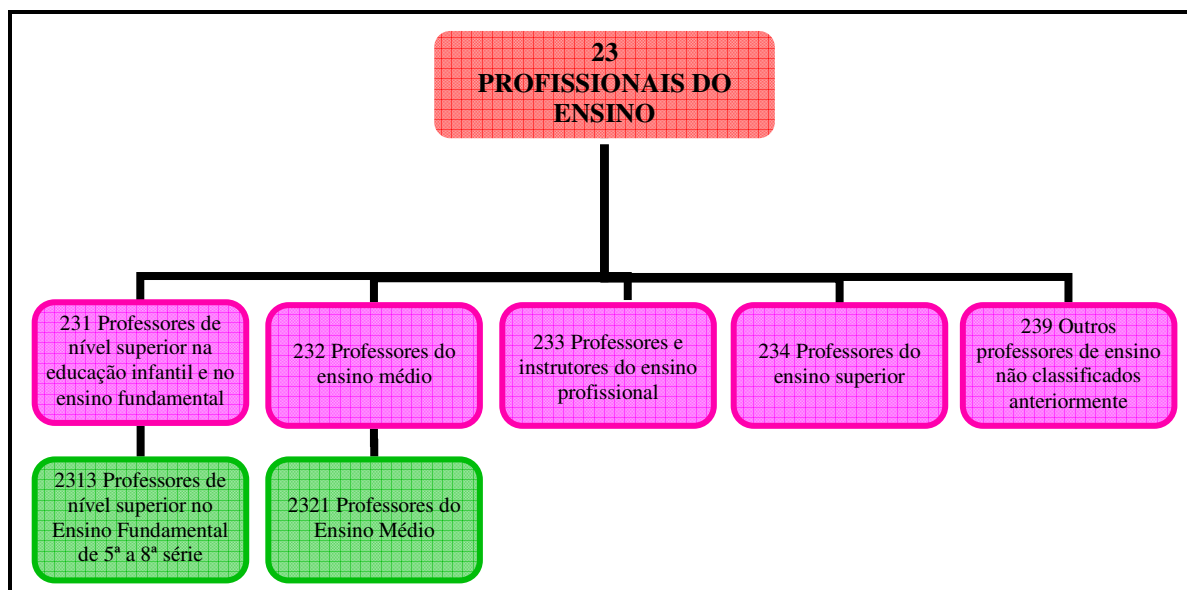 23
PROFISSIONAIS DO
ENSINO
231 Professores de
nível superior na
educação infantil e no
ensino fundamental
232 Professores do
ensino médio
233 Professores e
instrutores do ensino
profissional
234 Professores do
ensino superior
239 Outros
professores de ensino
não classificados
anteriormente
2313 Professores de
nível superior no
Ensino Fundamental
de 5ª a 8ª série
2321 Professores do
Ensino Médio